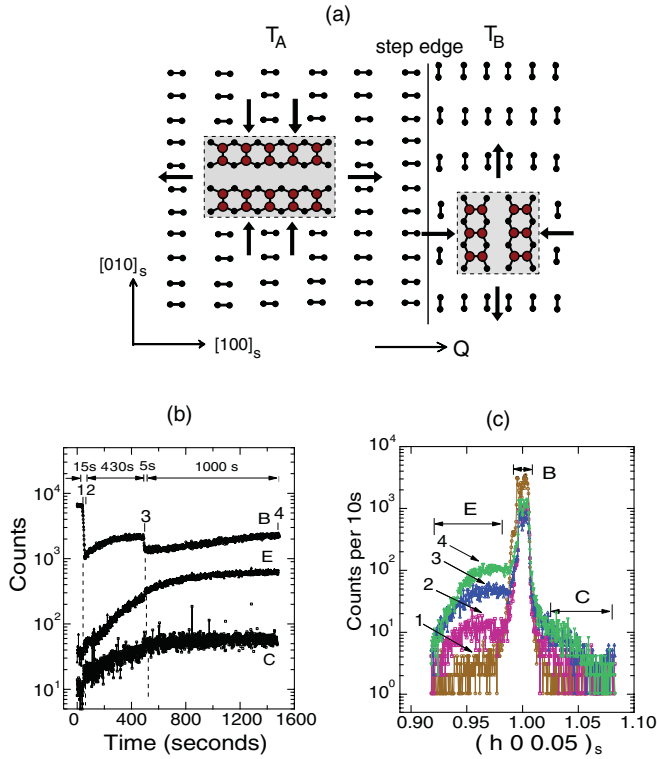 (a)
T_A step edge T_B
[010]_s
[100]_s
Q
(b)
15s 430s 5s 1000 s
12 3 4
B
E
C
10^4
10^3
10^2
10^1
Counts
0 400 800 1200 1600
Time (seconds)
(c)
B
E
C
4
3
2
1
10^4
10^3
10^2
10^1
10^0
Counts per 10s
0.90 0.95 1.00 1.05 1.10
( h 0 0.05 )_s